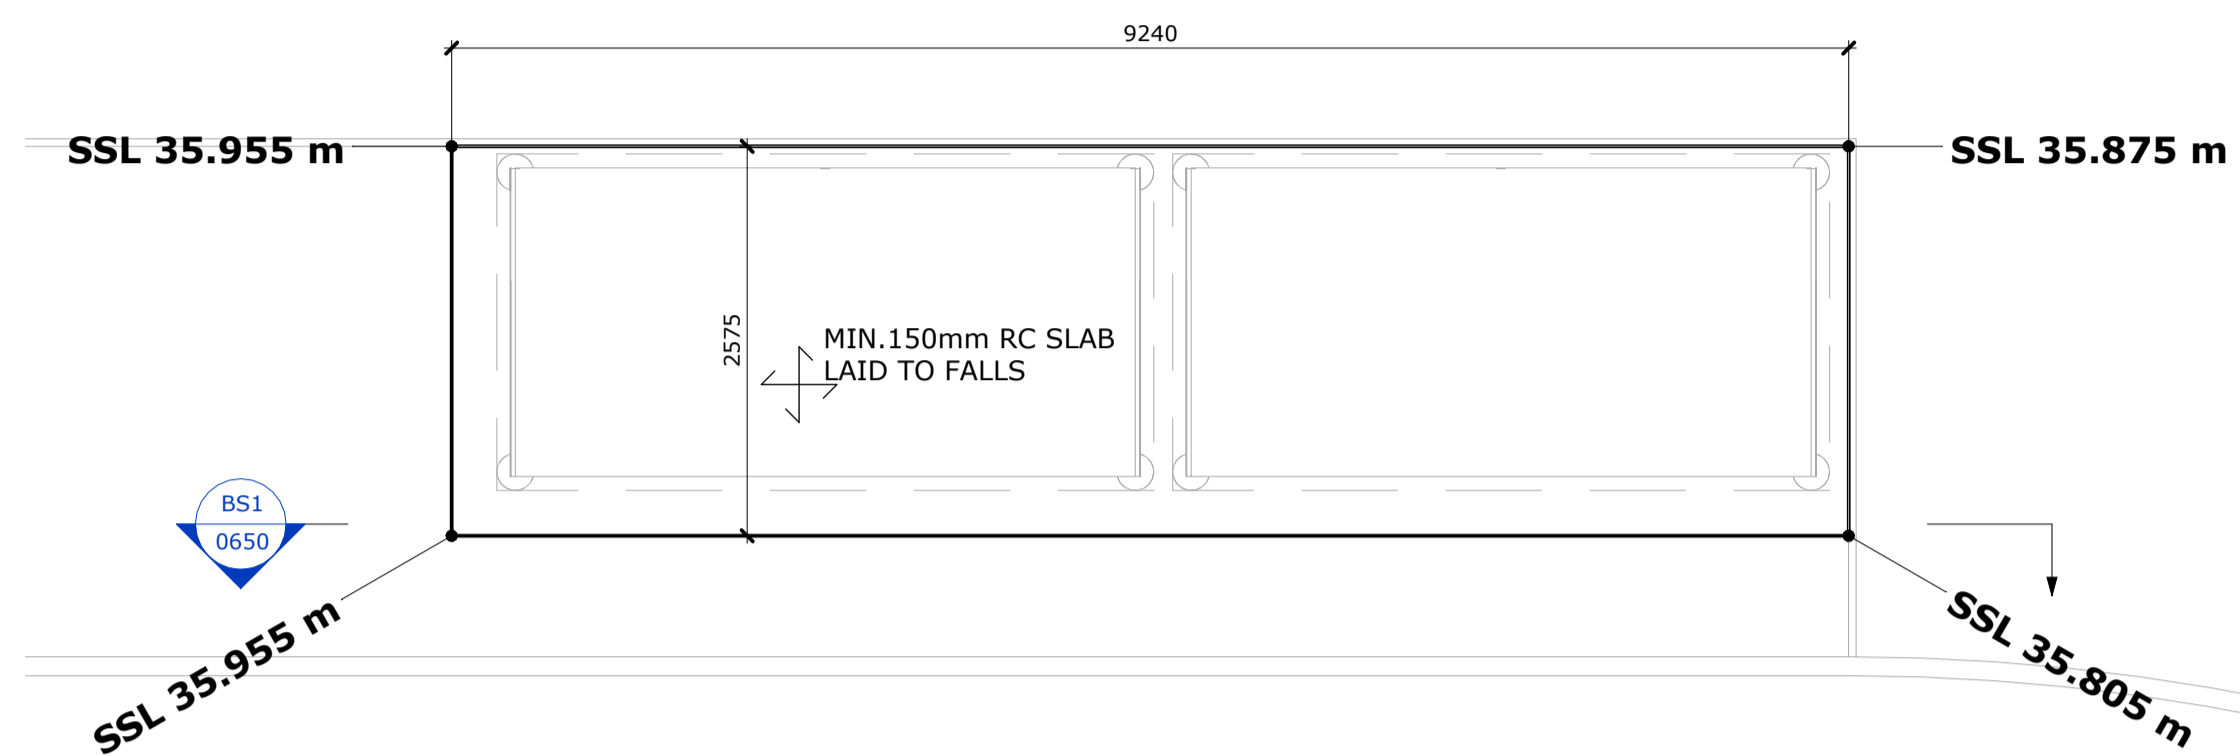 9240
SSL 35.955 m
SSL 35.875 m
2575
MIN.150mm RC SLAB
LAID TO FALLS
BS1
0650
SSL 35.955 m
SSL 35.805 m